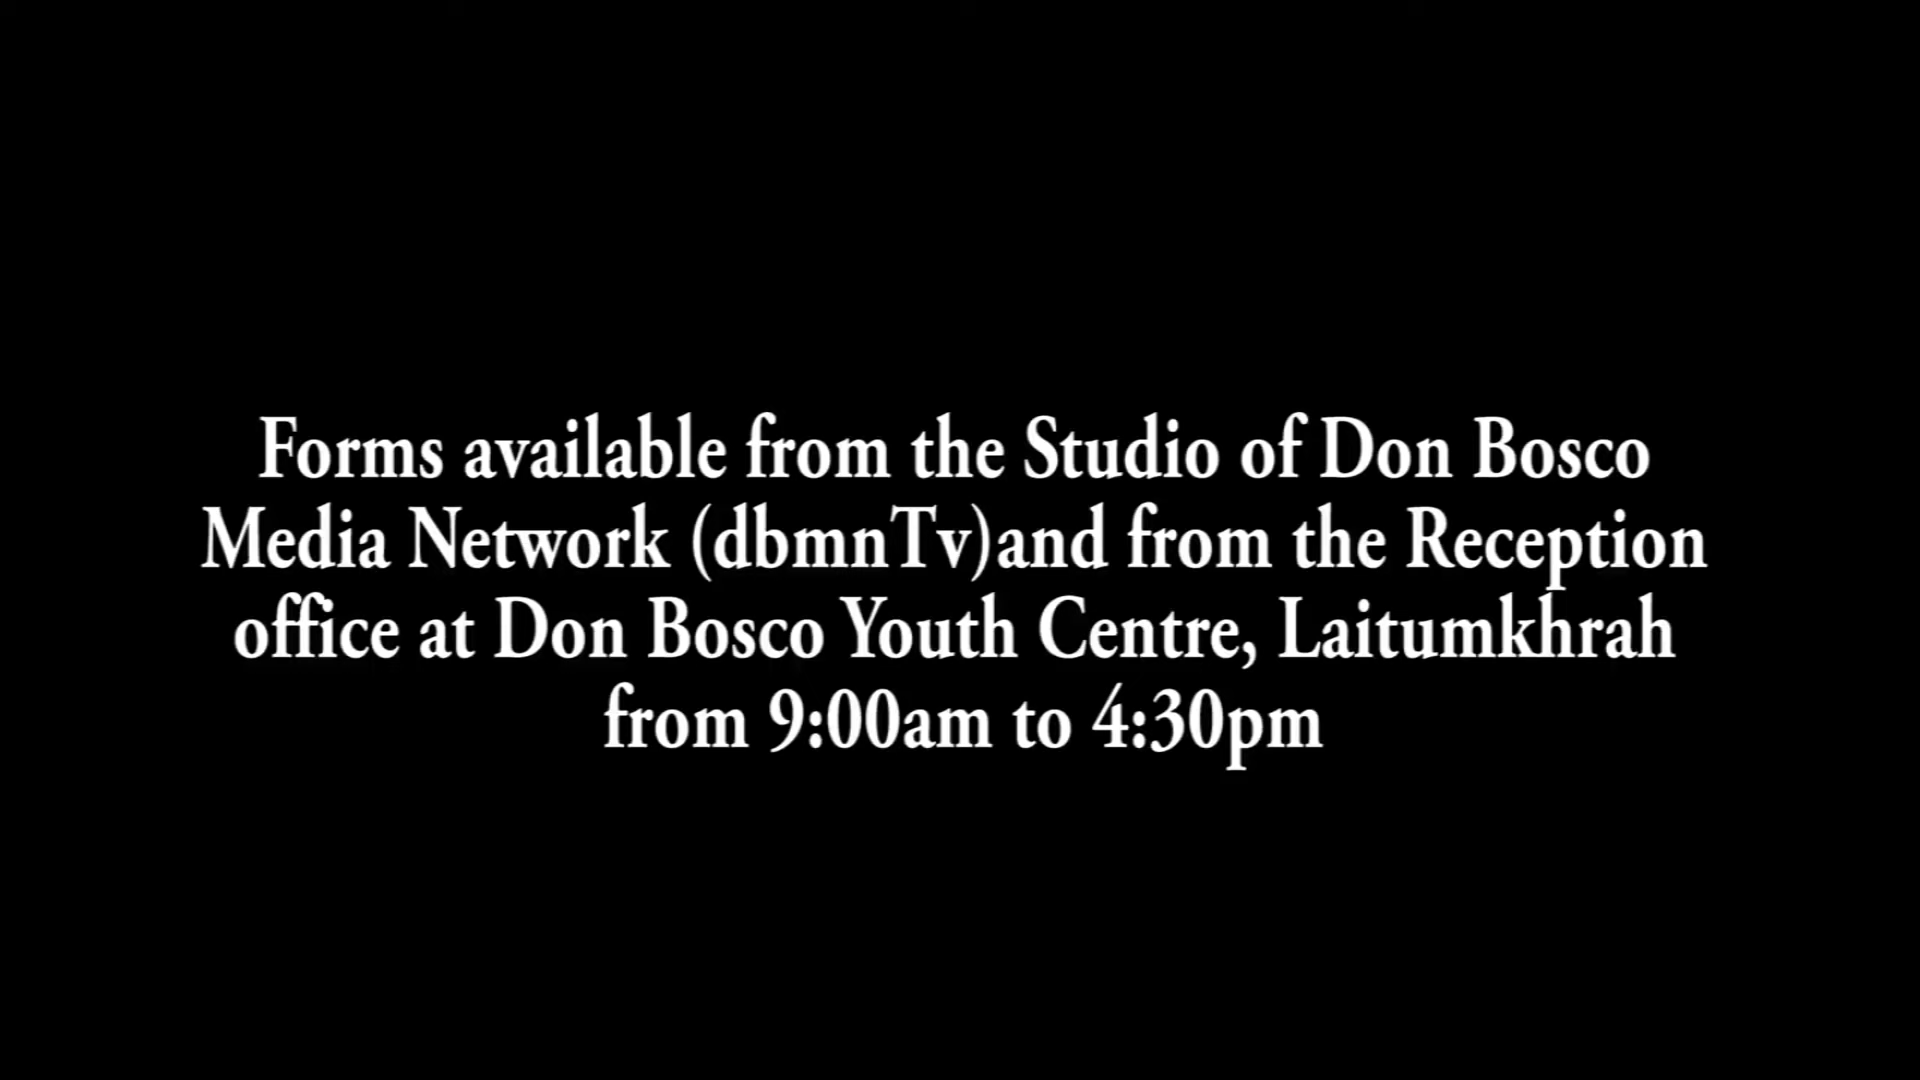 Forms available from the Studio of Don Bosco
Media Network (dbmnTv)and from the Reception
office at Don Bosco Youth Centre, Laitumkhrah
from 9:00am to 4:30pm